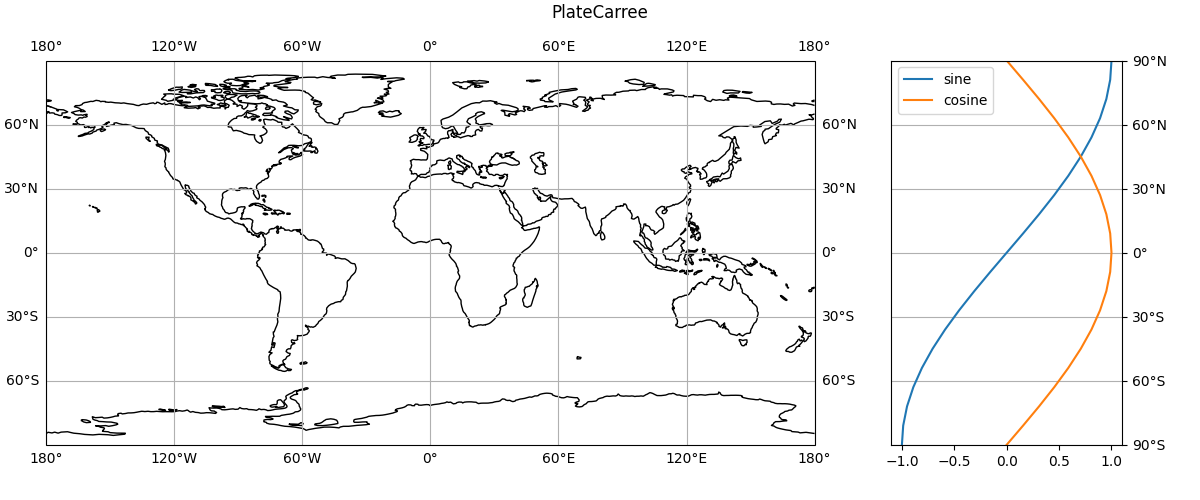 PlateCarree
180° 120°W 60°W 0° 60°E 120°E 180°
sine
cosine
90°N
60°N 60°N 60°N
30°N 30°N 30°N
0° 0° 0°
30°S 30°S 30°S
60°S 60°S 60°S
90°S
180° 120°W 60°W 0° 60°E 120°E 180°
−1.0 −0.5 0.0 0.5 1.0